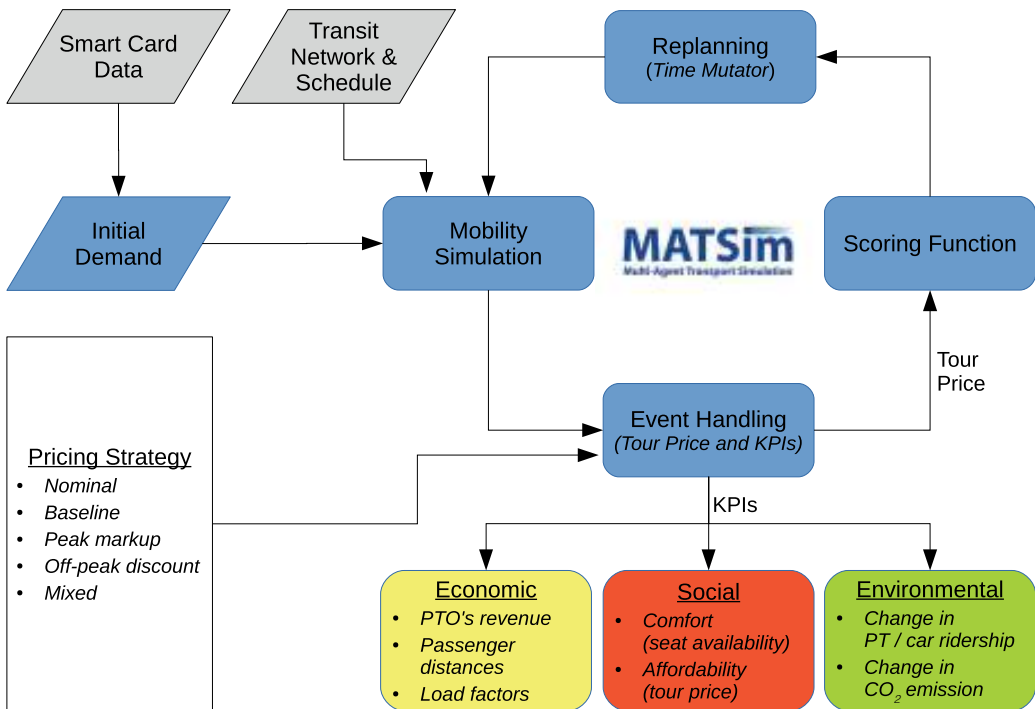 Smart Card
Data
Transit
Network &
Schedule
Replanning
(Time Mutator)
Initial
Demand
Mobility
Simulation
MATSim
Multi-Agent Transport Simulation
Scoring Function
Tour
Price
Event Handling
(Tour Price and KPIs)
KPIs
Pricing Strategy
• Nominal
• Baseline
• Peak markup
• Off-peak discount
• Mixed
Economic
• PTO's revenue
• Passenger
distances
• Load factors
Social
• Comfort
(seat availability)
• Affordability
(tour price)
Environmental
• Change in
PT / car ridership
• Change in
CO₂ emission